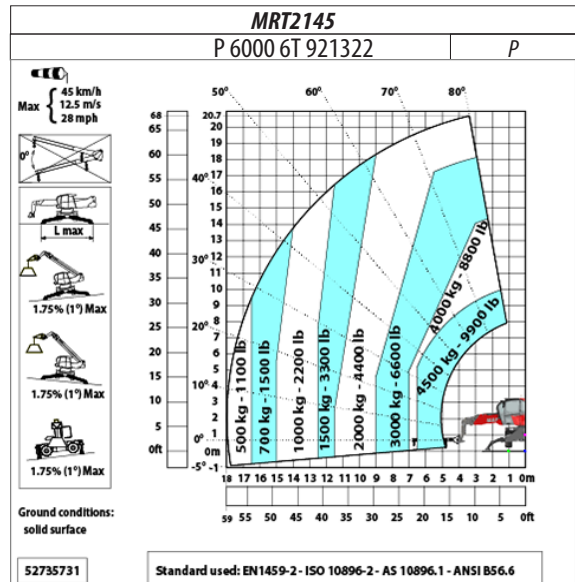 MRT2145
P 6000 6T 921322
P
Max { 45 km/h
12.5 m/s
28 mph
0°
L max
1.75% (1°) Max
1.75% (1°) Max
1.75% (1°) Max
Ground conditions:
solid surface
52735731
50°
60°
70°
80°
40°
30°
20°
10°
0°
-5°
68
65
60
55
50
45
40
35
30
25
20
15
10
5
0ft
20.7
20
19
18
17
16
15
14
13
12
11
10
9
8
7
6
5
4
3
2
1
0m
-1
500 kg - 1100 lb
700 kg - 1500 lb
1000 kg - 2200 lb
1500 kg - 3300 lb
2000 kg - 4400 lb
3000 kg - 6600 lb
4000 kg - 8800 lb
4500 kg - 9900 lb
18 17 16 15 14 13 12 11 10 9 8 7 6 5 4 3 2 1 0m
59 55 50 45 40 35 30 25 20 15 10 5 0ft
Standard used: EN1459-2 - ISO 10896-2 - AS 10896.1 - ANSI B56.6